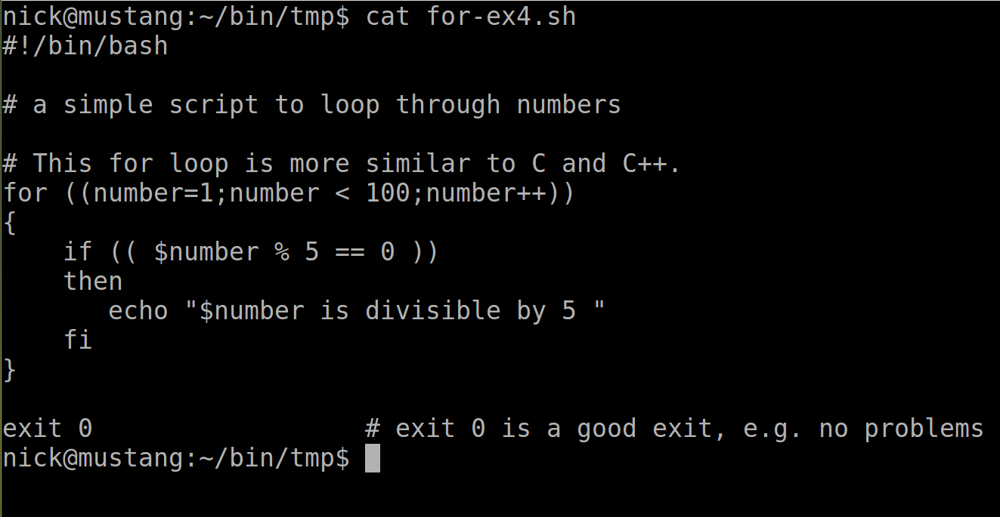 nick@mustang:~/bin/tmp$ cat for-ex4.sh
#!/bin/bash
# a simple script to loop through numbers
# This for loop is more similar to C and C++.
for ((number=1;number < 100;number++))
{
    if (( $number % 5 == 0 ))
    then
       echo "$number is divisible by 5 "
    fi
}
exit 0                  # exit 0 is a good exit, e.g. no problems
nick@mustang:~/bin/tmp$